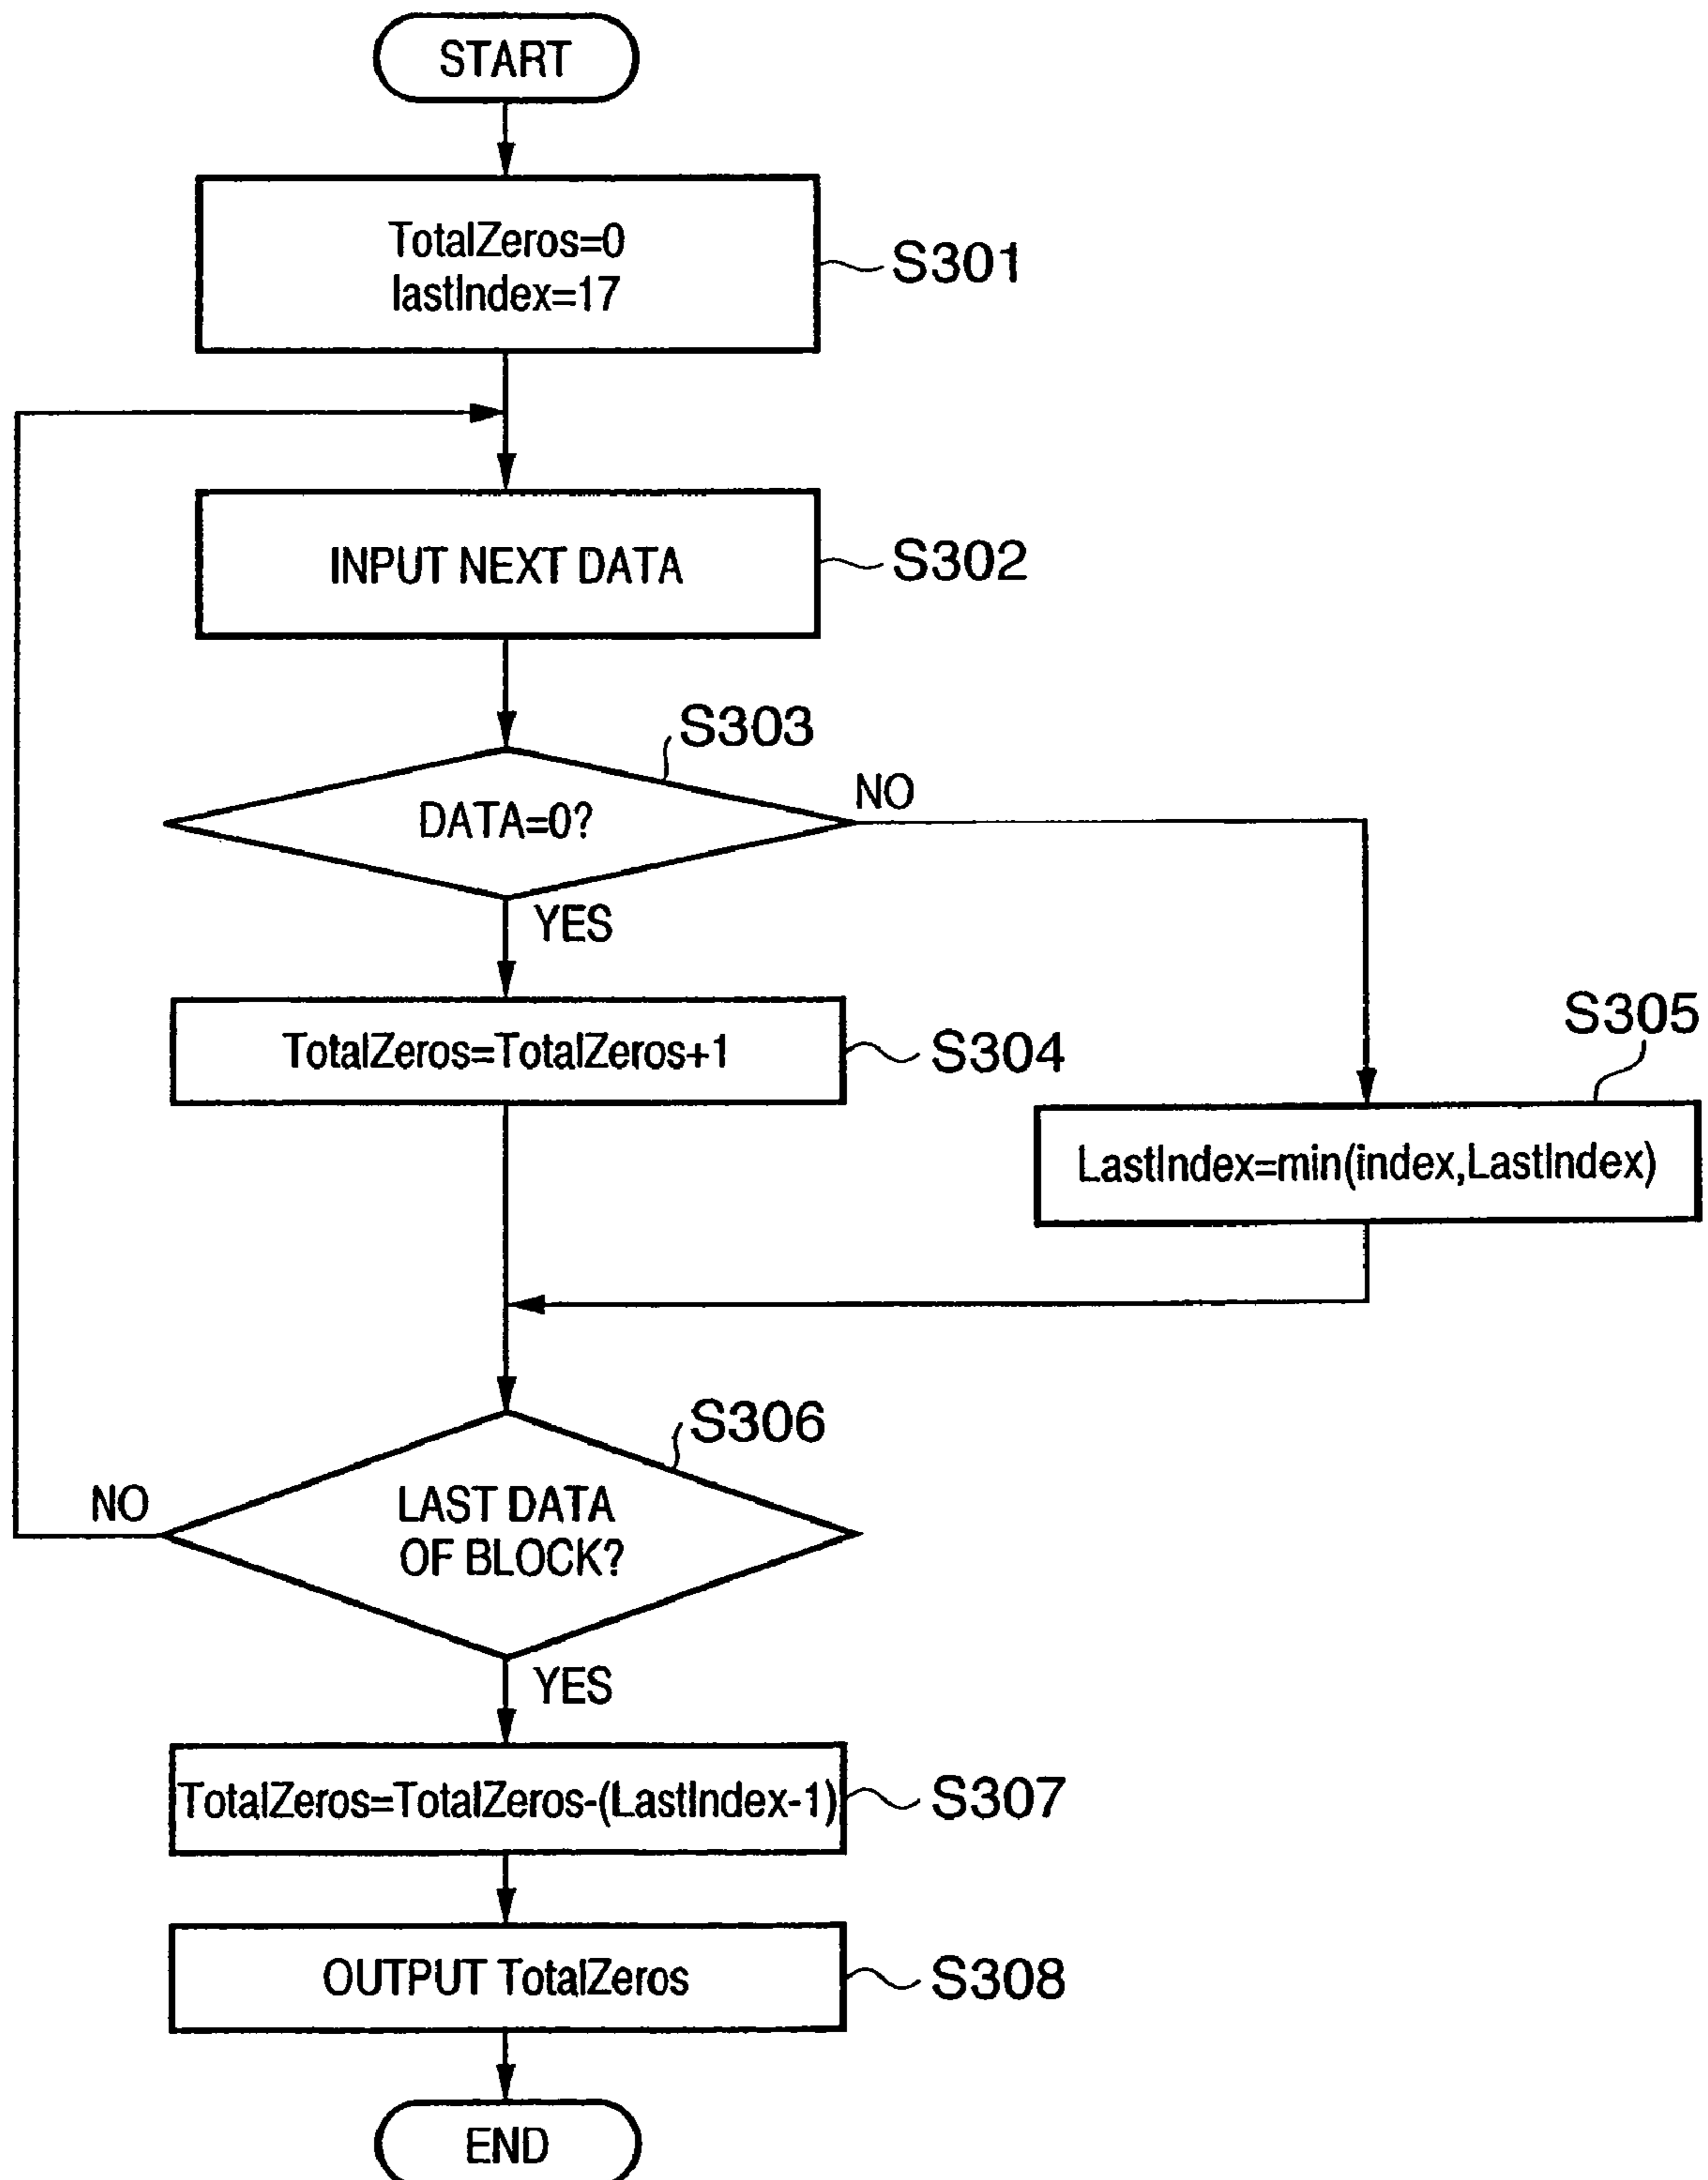 START
TotalZeros=0
lastIndex=17
S301
INPUT NEXT DATA
S302
S303
DATA=0?
NO
YES
TotalZeros=TotalZeros+1
S304
S305
LastIndex=min(index,LastIndex)
S306
LAST DATA
OF BLOCK?
NO
YES
TotalZeros=TotalZeros-(LastIndex-1)
S307
OUTPUT TotalZeros
S308
END